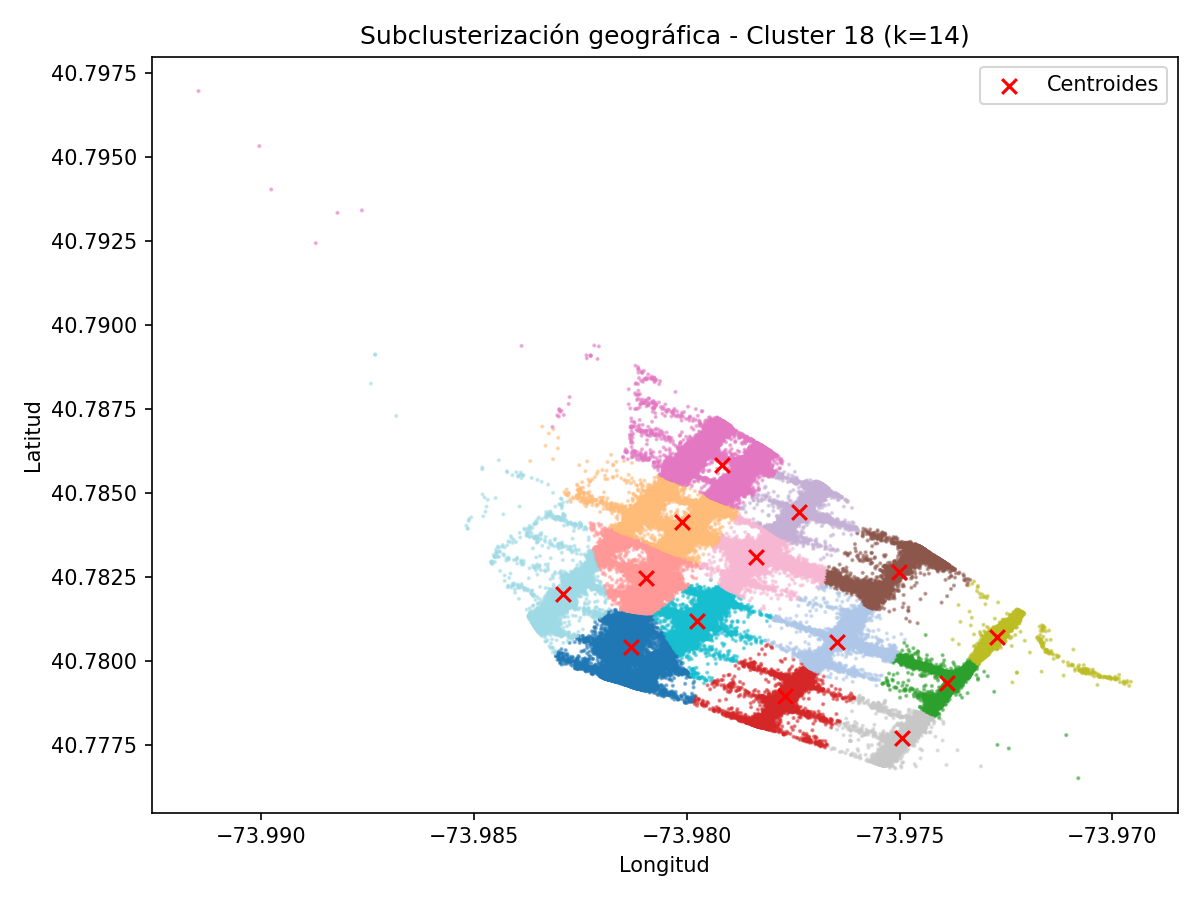 Subclusterización geográfica - Cluster 18 (k=14)
Centroides
40.7975
40.7950
40.7925
40.7900
40.7875
40.7850
40.7825
40.7800
40.7775
Latitud
−73.990 −73.985 −73.980 −73.975 −73.970
Longitud